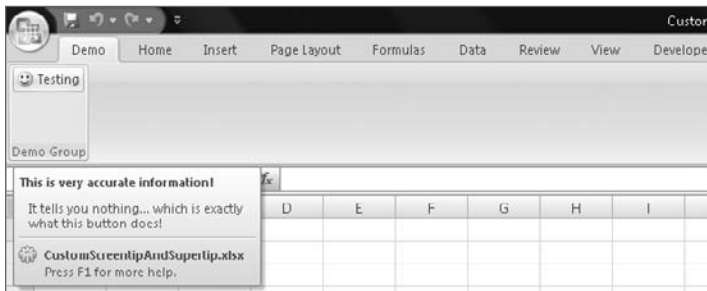 Custom
Demo Home Insert Page Layout Formulas Data Review View Develope
Testing
Demo Group
fx
This is very accurate information!
It tells you nothing... which is exactly
what this button does!
CustomScreentipAndSupertip.xlsx
Press F1 for more help.
D E F G H I